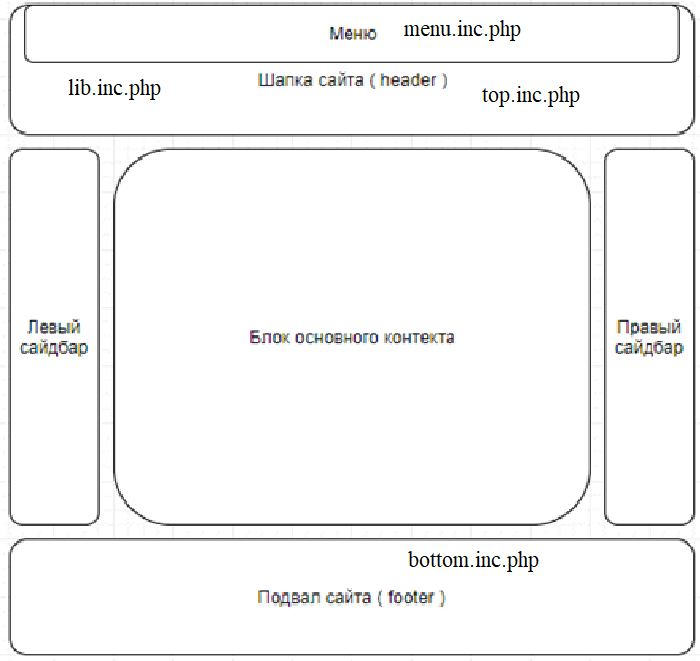 Меню menu.inc.php
Шапка сайта ( header )
lib.inc.php
top.inc.php
Левый
сайдбар
Блок основного контекта
Правый
сайдбар
bottom.inc.php
Подвал сайта ( footer )